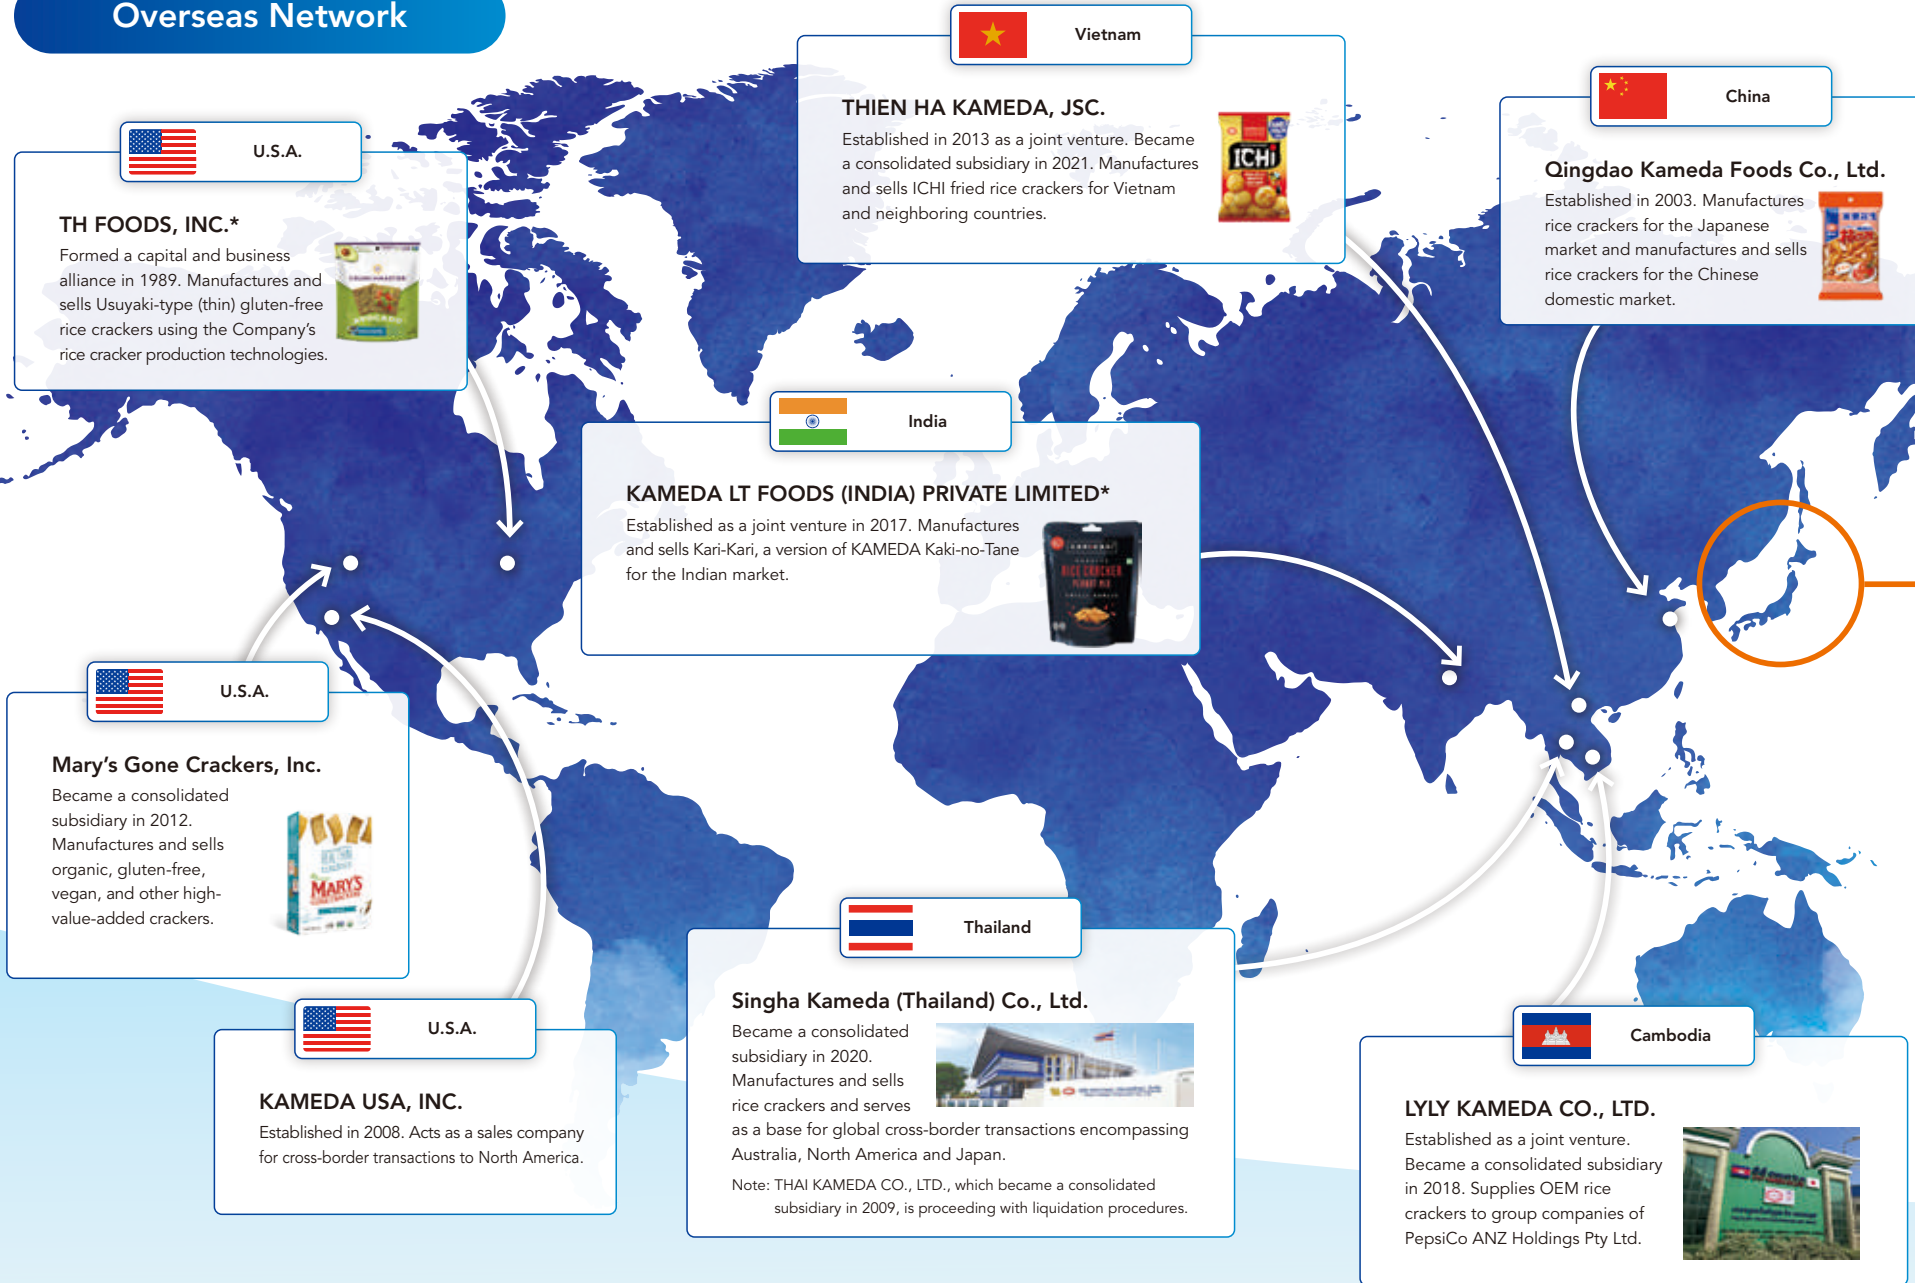 Overseas Network
U.S.A.
TH FOODS, INC.*
Formed a capital and business
alliance in 1989. Manufactures and
sells Usuyaki-type (thin) gluten-free
rice crackers using the Company's
rice cracker production technologies.
Vietnam
THIEN HA KAMEDA, JSC.
Established in 2013 as a joint venture. Became
a consolidated subsidiary in 2021. Manufactures
and sells ICHI fried rice crackers for Vietnam
and neighboring countries.
ICHI
China
Qingdao Kameda Foods Co., Ltd.
Established in 2003. Manufactures
rice crackers for the Japanese
market and manufactures and sells
rice crackers for the Chinese
domestic market.
India
KAMEDA LT FOODS (INDIA) PRIVATE LIMITED*
Established as a joint venture in 2017. Manufactures
and sells Kari-Kari, a version of KAMEDA Kaki-no-Tane
for the Indian market.
RICE CRACKER
PEANUT MIX
U.S.A.
Mary's Gone Crackers, Inc.
Became a consolidated
subsidiary in 2012.
Manufactures and sells
organic, gluten-free,
vegan, and other high-
value-added crackers.
MARY'S
GONE CRACKERS
U.S.A.
KAMEDA USA, INC.
Established in 2008. Acts as a sales company
for cross-border transactions to North America.
Thailand
Singha Kameda (Thailand) Co., Ltd.
Became a consolidated
subsidiary in 2020.
Manufactures and sells
rice crackers and serves
as a base for global cross-border transactions encompassing
Australia, North America and Japan.
Note: THAI KAMEDA CO., LTD., which became a consolidated
subsidiary in 2009, is proceeding with liquidation procedures.
Cambodia
LYLY KAMEDA CO., LTD.
Established as a joint venture.
Became a consolidated subsidiary
in 2018. Supplies OEM rice
crackers to group companies of
PepsiCo ANZ Holdings Pty Ltd.